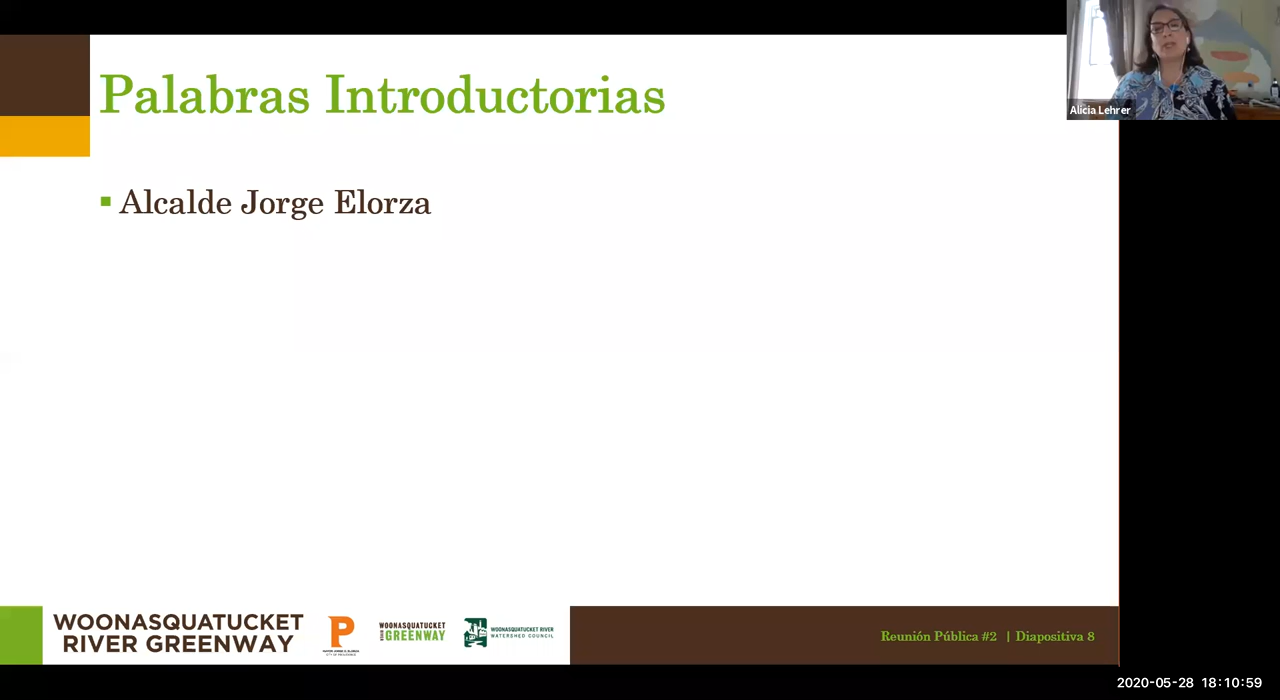 Palabras Introductorias
Alicia Lehrer
Alcalde Jorge Elorza
WOONASQUATUCKET
RIVER GREENWAY
P
WOONASQUATUCKET
RIVER GREENWAY
WOONASQUATUCKET RIVER
WATERSHED COUNCIL
Reunión Pública #2 | Diapositiva 8
2020-05-28 18:10:59